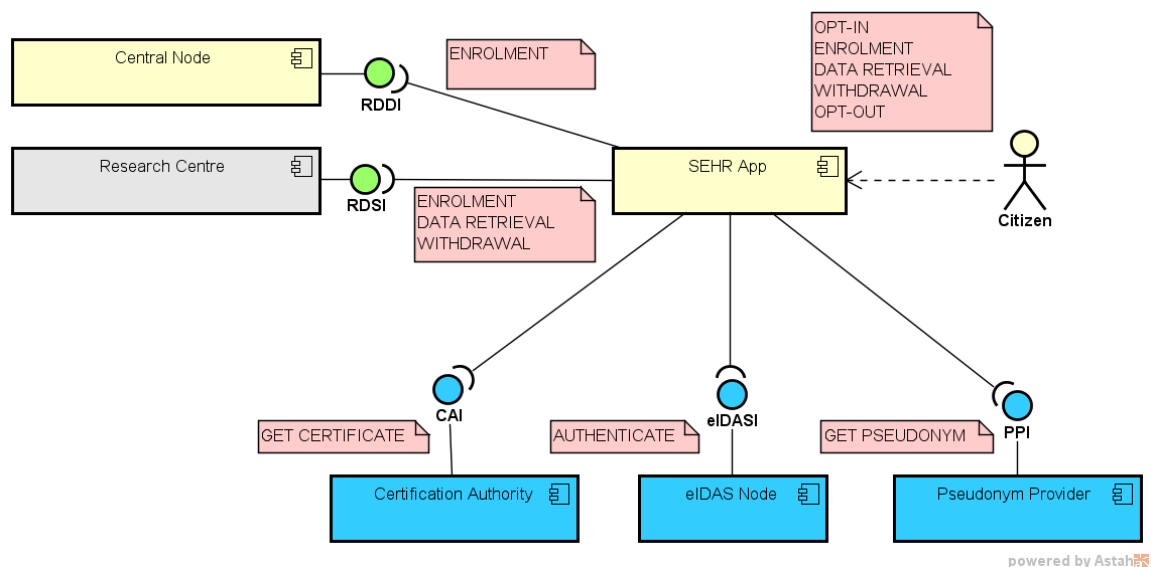 Central Node
RDDI
ENROLMENT
OPT-IN
ENROLMENT
DATA RETRIEVAL
WITHDRAWAL
OPT-OUT
Research Centre
RDSI
ENROLMENT
DATA RETRIEVAL
WITHDRAWAL
SEHR App
Citizen
CAI
eIDASI
PPI
GET CERTIFICATE
AUTHENTICATE
GET PSEUDONYM
Certification Authority
eIDAS Node
Pseudonym Provider
powered by Astah